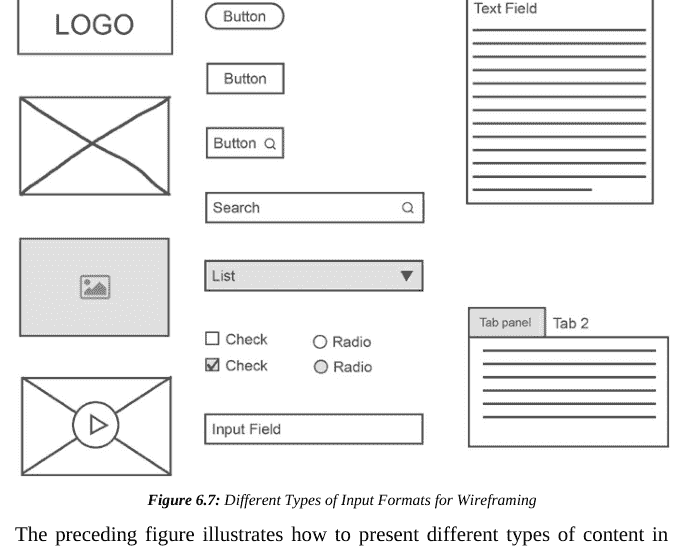 LOGO
Button
Text Field
Button
Button
Search
List
Check
Radio
Check
Radio
Tab panel
Tab 2
Input Field
Figure 6.7: Different Types of Input Formats for Wireframing
The preceding figure illustrates how to present different types of content in